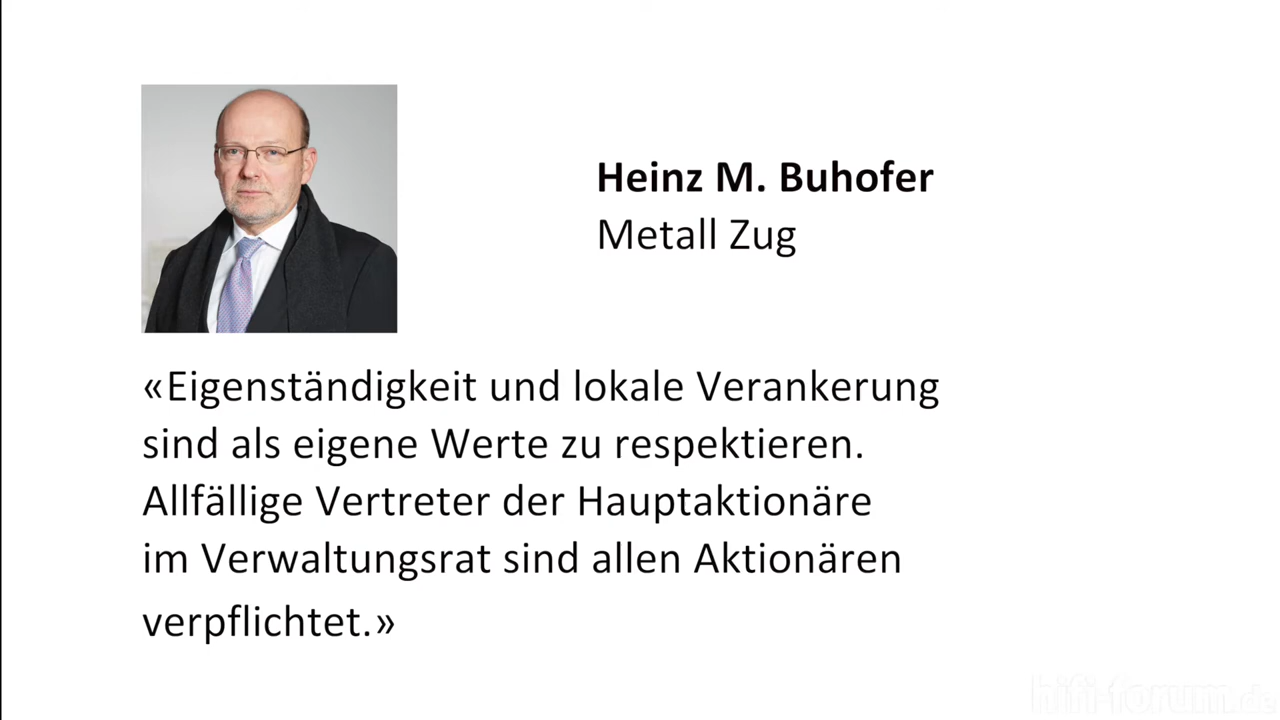 Heinz M. Buhofer
Metall Zug
«Eigenständigkeit und lokale Verankerung
sind als eigene Werte zu respektieren.
Allfällige Vertreter der Hauptaktionäre
im Verwaltungsrat sind allen Aktionären
verpflichtet.»
hifi-forum.de